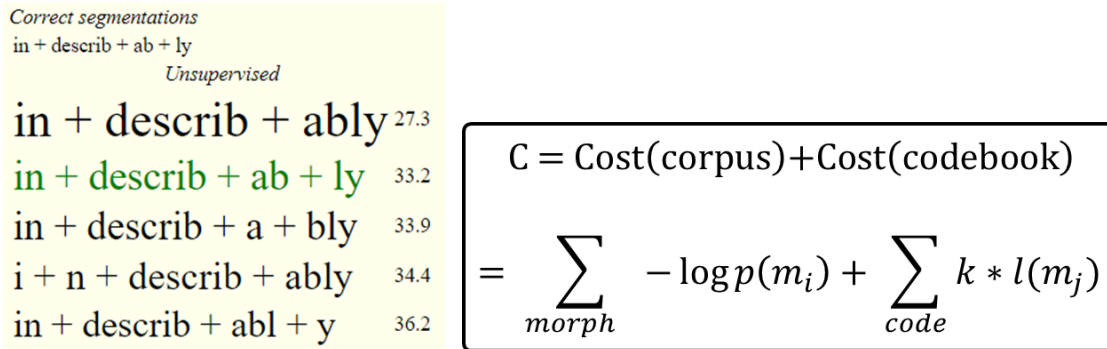 Correct segmentations
in + describ + ab + ly
Unsupervised
in + describ + ably 27.3
in + describ + ab + ly 33.2
in + describ + a + bly 33.9
i + n + describ + ably 34.4
in + describ + abl + y 36.2
C = Cost(corpus)+Cost(codebook)
= ∑ − log p(m_i) + ∑ k * l(m_j)
morph code